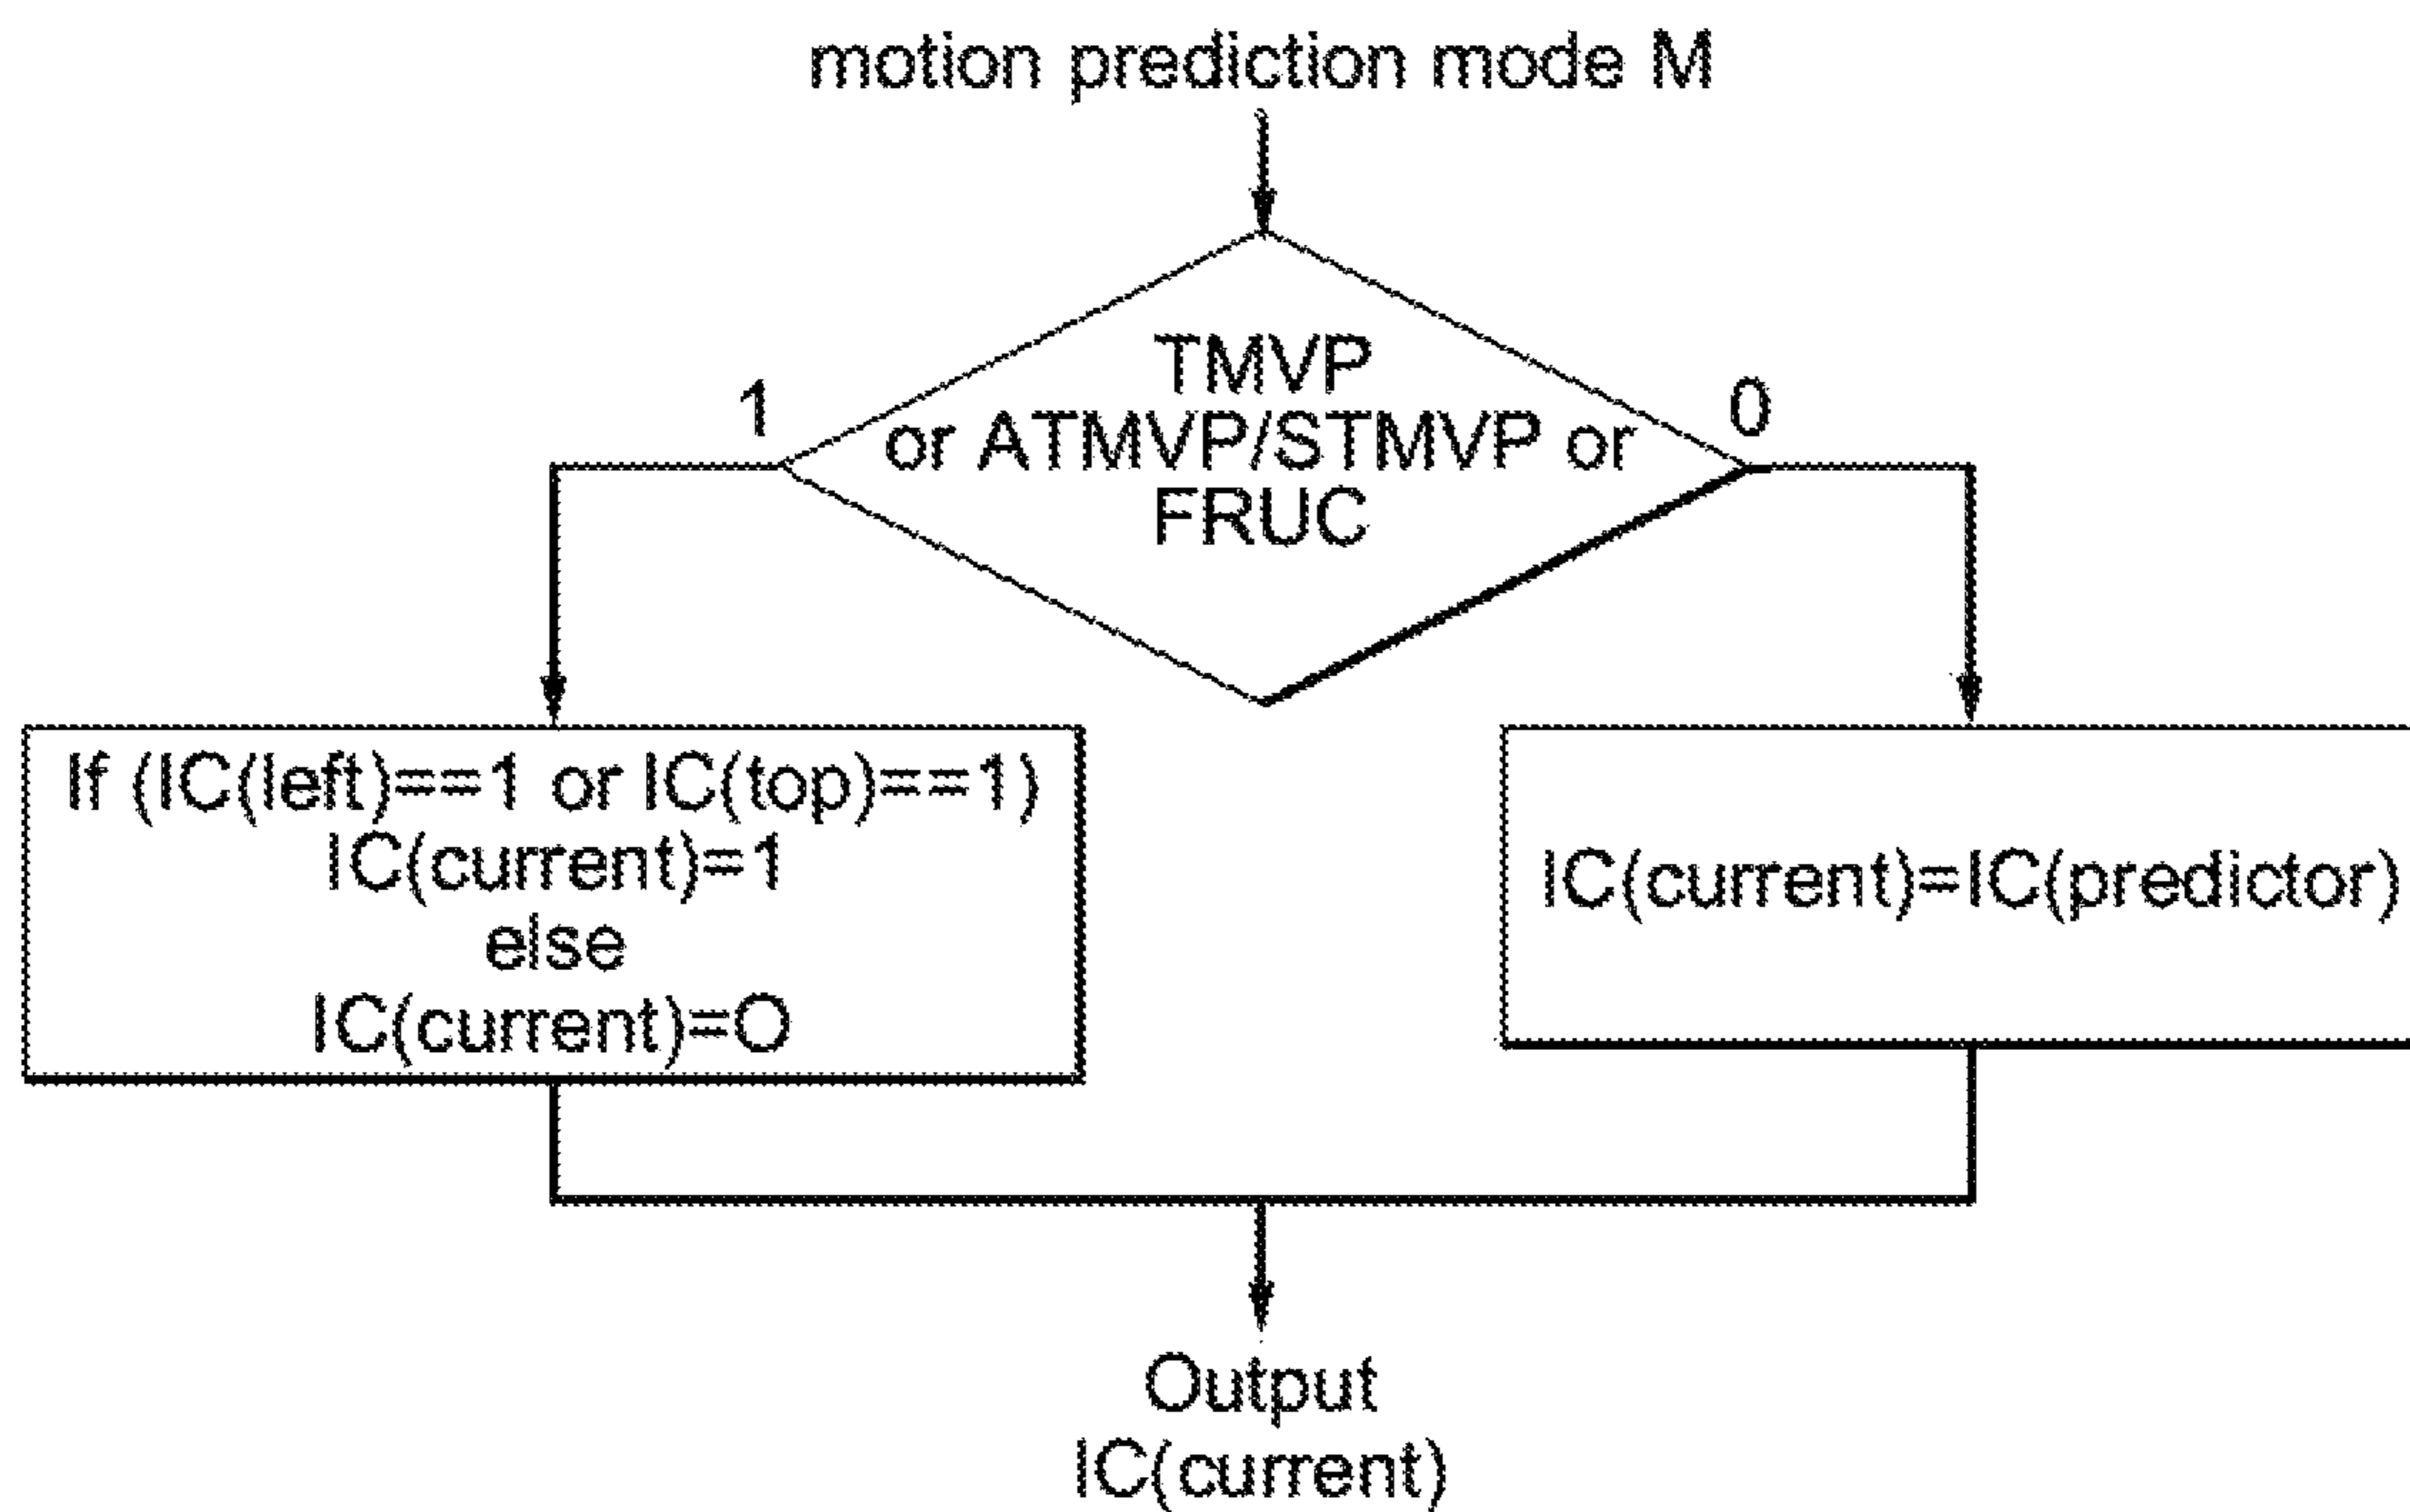 motion prediction mode M
TMVP
1
0
or ATMVP/STMVP or
FRUC
If (IC(left)==1 or IC(top)==1)
IC(current)=1
else
IC(current)=O
IC(current)=IC(predictor)
Output
IC(current)